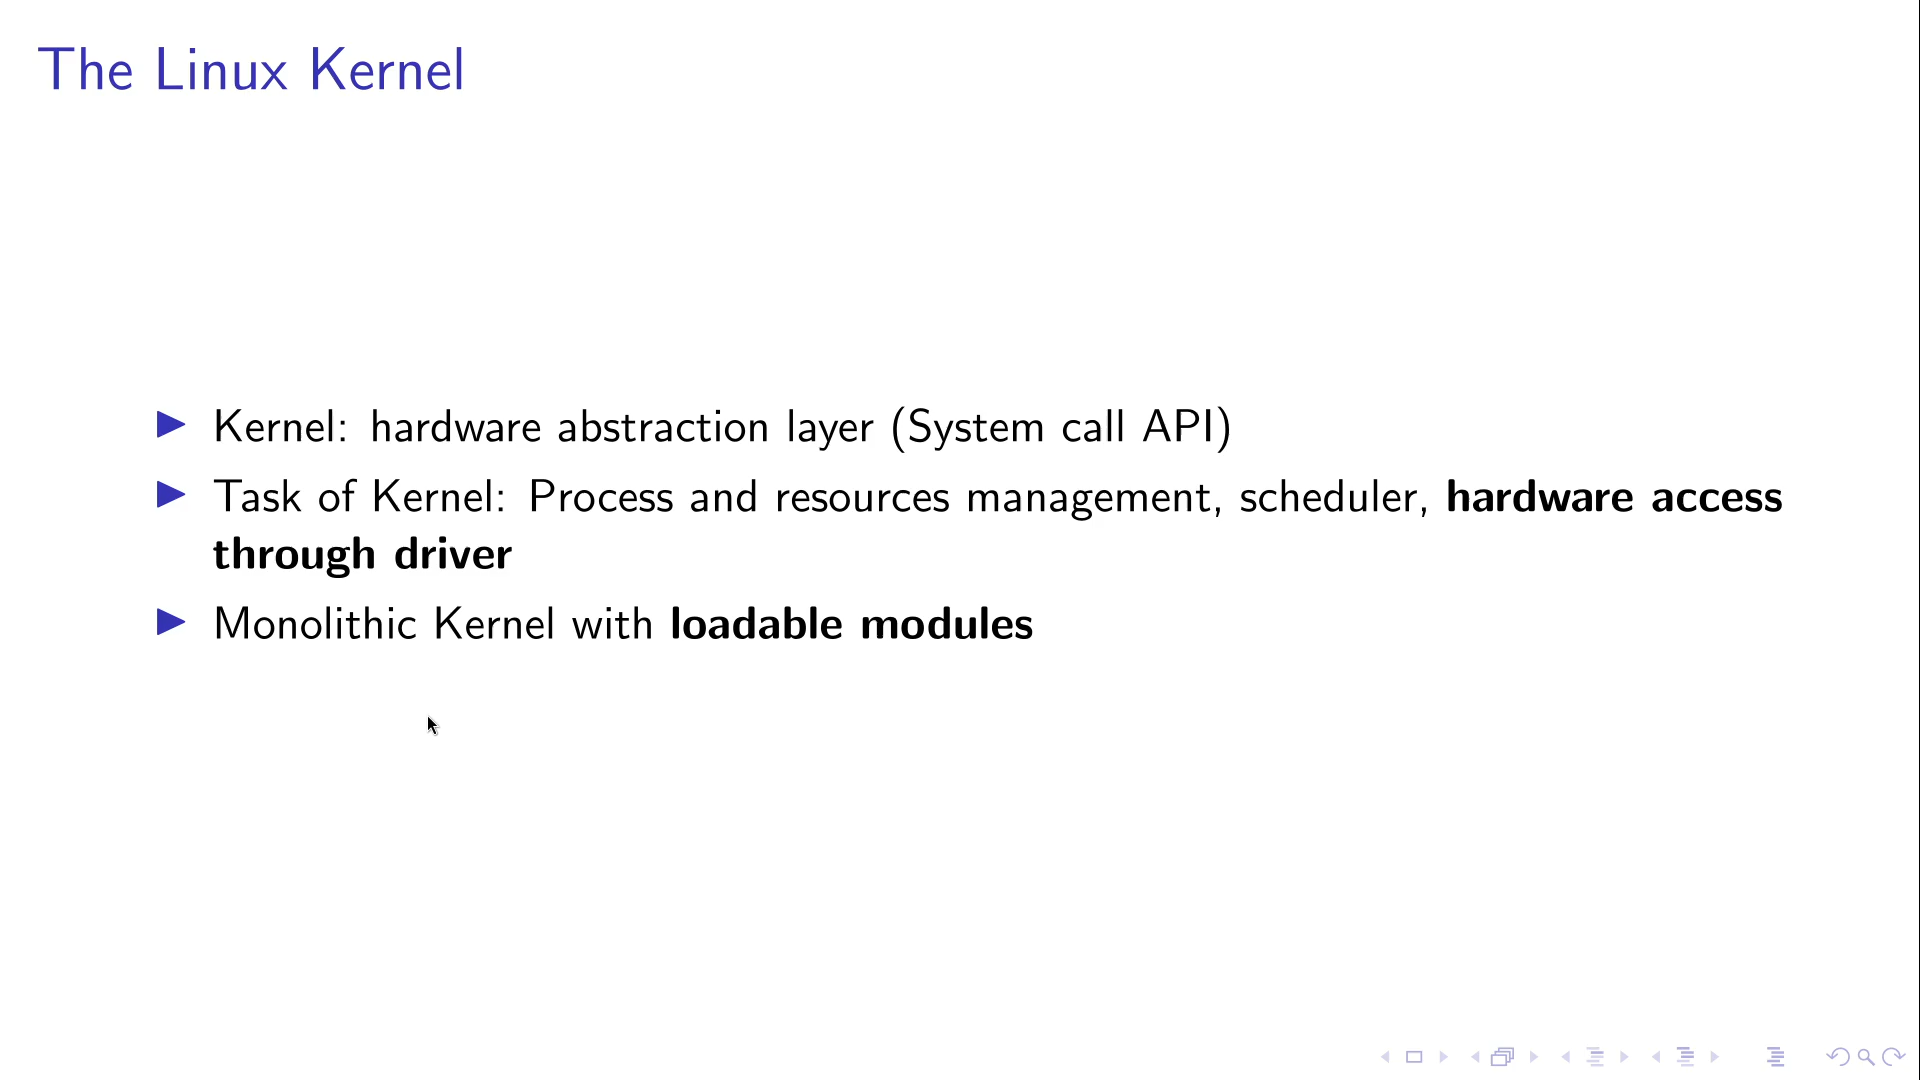 The Linux Kernel
Kernel: hardware abstraction layer (System call API)
Task of Kernel: Process and resources management, scheduler, hardware access
through driver
Monolithic Kernel with loadable modules